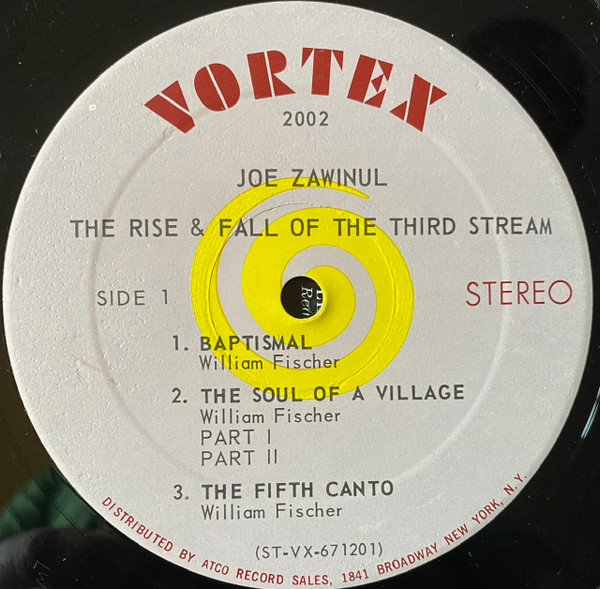 VORTEX
2002
JOE ZAWINUL
THE RISE & FALL OF THE THIRD STREAM
SIDE 1
STEREO
1. BAPTISMAL
William Fischer
2. THE SOUL OF A VILLAGE
William Fischer
PART I
PART II
3. THE FIFTH CANTO
William Fischer
(ST-VX-671201)
DISTRIBUTED BY ATCO RECORD SALES, 1841 BROADWAY NEW YORK, N.Y.